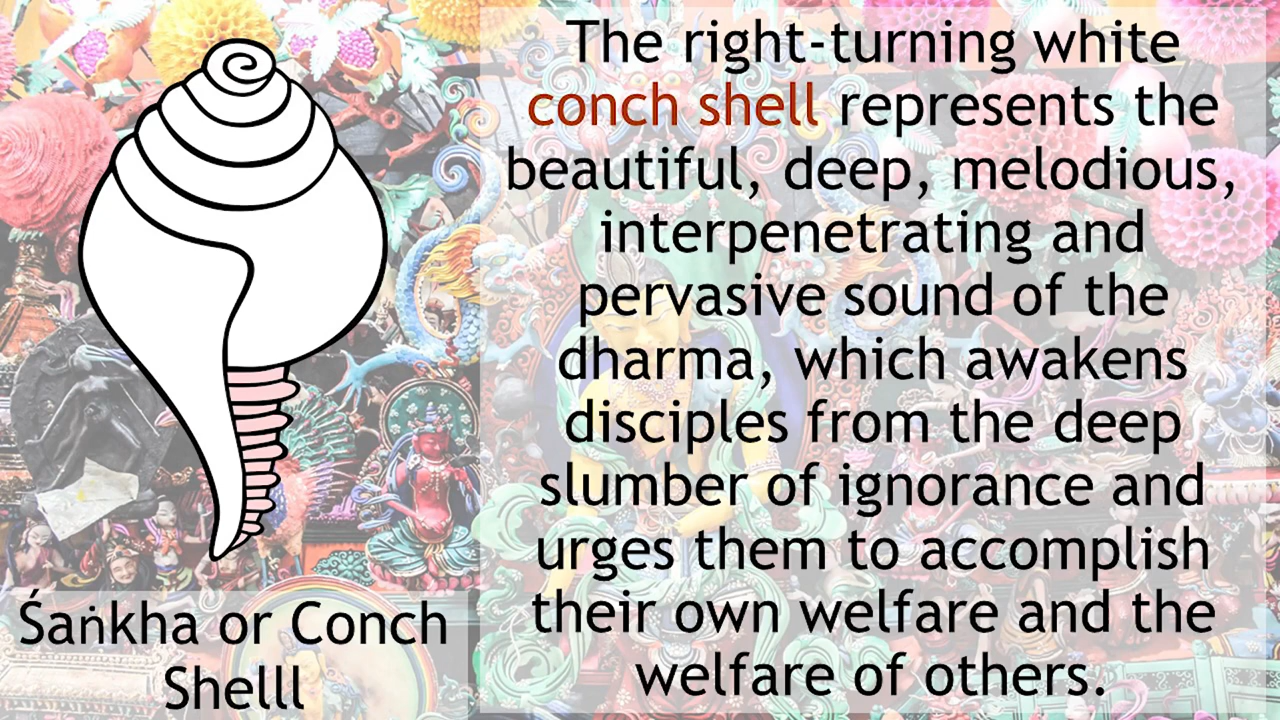 The right-turning white
conch shell represents the
beautiful, deep, melodious,
interpenetrating and
pervasive sound of the
dharma, which awakens
disciples from the deep
slumber of ignorance and
urges them to accomplish
their own welfare and the
welfare of others.
Śaṅkha or Conch
Shelll